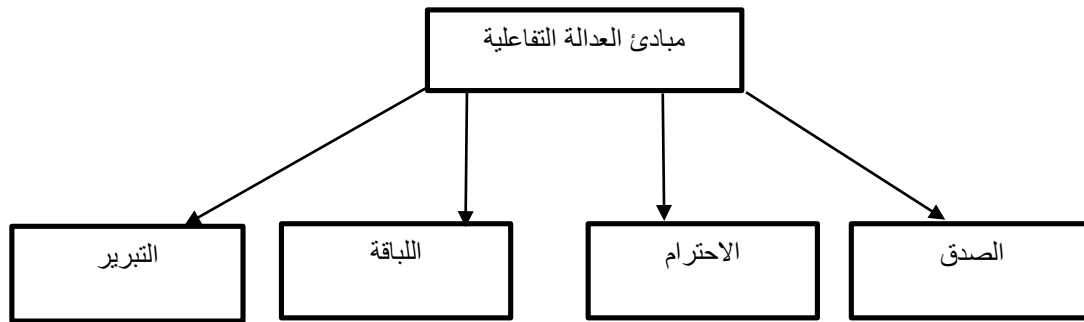 مبادئ العدالة التفاعلية
الصدق
الاحترام
اللباقة
التبرير